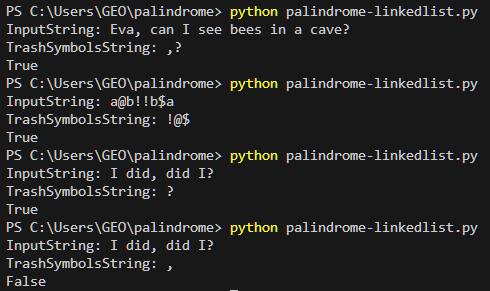 PS C:\Users\GEO\palindrome> python palindrome-linkedlist.py
InputString: Eva, can I see bees in a cave?
TrashSymbolsString: ,?
True
PS C:\Users\GEO\palindrome> python palindrome-linkedlist.py
InputString: a@b!!b$a
TrashSymbolsString: !@$
True
PS C:\Users\GEO\palindrome> python palindrome-linkedlist.py
InputString: I did, did I?
TrashSymbolsString: ?
True
PS C:\Users\GEO\palindrome> python palindrome-linkedlist.py
InputString: I did, did I?
TrashSymbolsString: ,
False